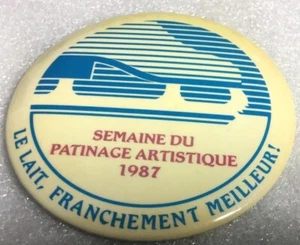 SEMAINE DU
PATINAGE ARTISTIQUE
1987
LE LAIT, FRANCHEMENT MEILLEUR!